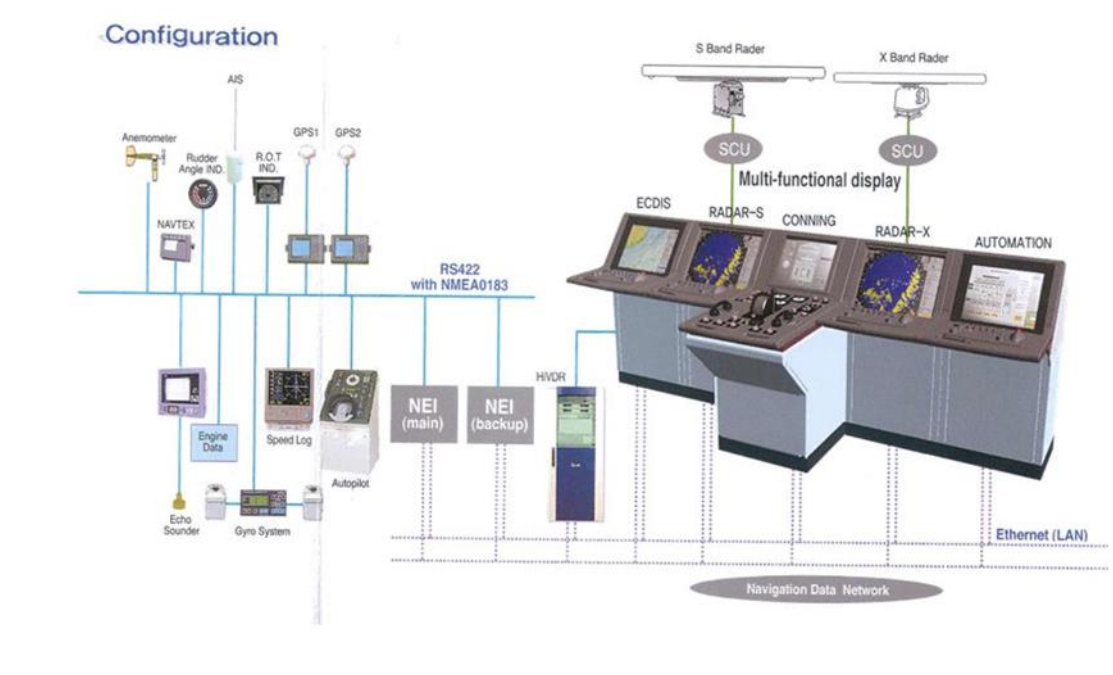 Configuration
S Band Rader
X Band Rader
AIS
Anemometer
GPS1
GPS2
Rudder
Angle IND.
R.O.T
IND.
SCU
SCU
Multi-functional display
NAVTEX
ECDIS
RADAR-S
CONNING
RADAR-X
AUTOMATION
RS422
with NMEA0183
HiVDR
NEI
(main)
NEI
(backup)
Engine
Data
Speed Log
Autopilot
Echo
Sounder
Gyro System
Ethernet (LAN)
Navigation Data Network